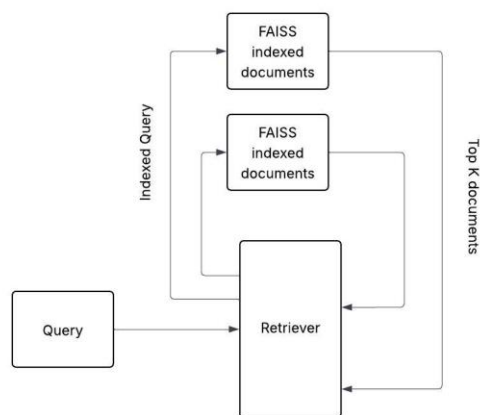 FAISS
indexed
documents
FAISS
indexed
documents
Indexed Query
Top K documents
Query
Retriever